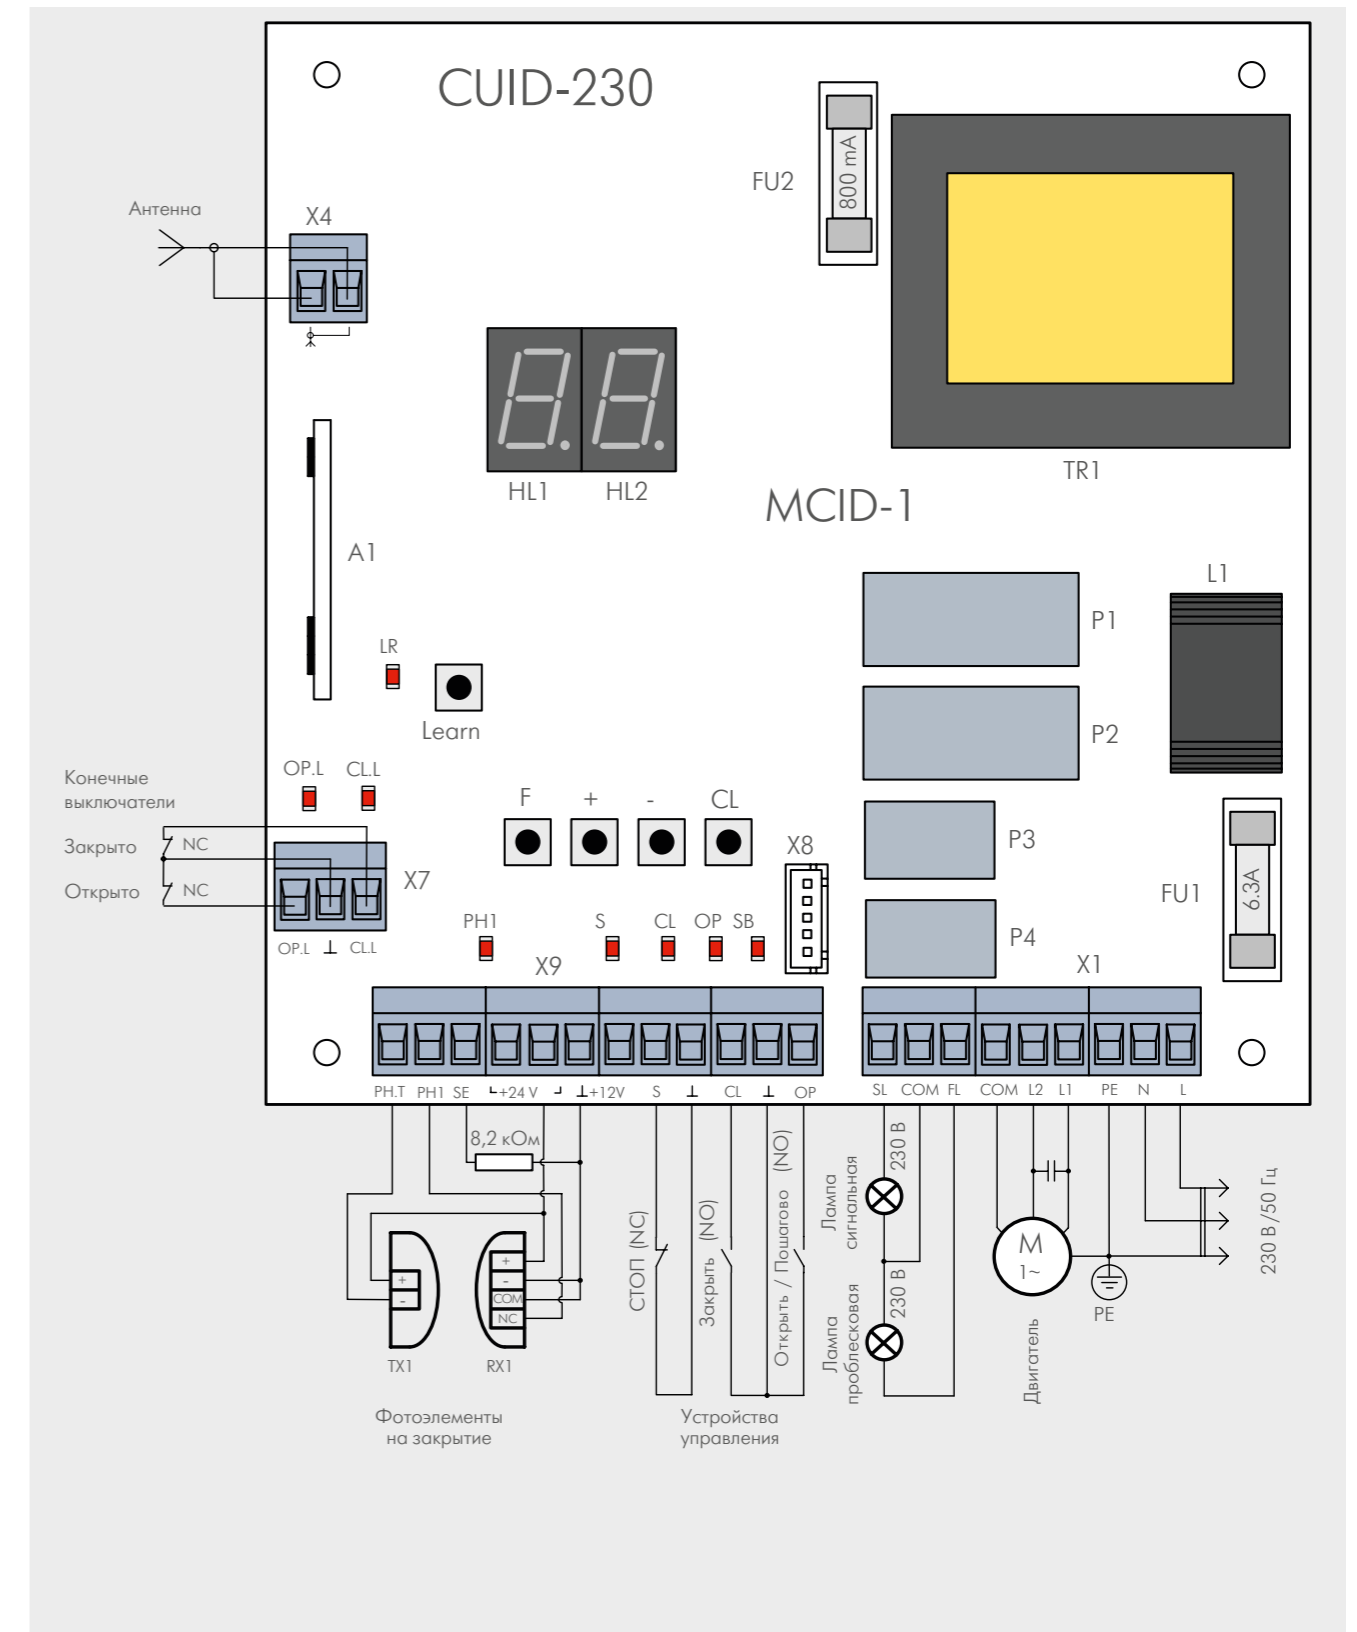 CUID-230
FU2
800 mA
Антенна
X4
TR1
HL1
HL2
MCID-1
A1
L1
P1
LR
Learn
P2
Конечные
выключатели
OP.L
CL.L
F
+
-
CL
X8
P3
Закрыто
NC
X7
FU1
6.3A
Открыто
NC
PH1
S
CL
OP
SB
P4
OP.L
⊥
CL.L
X9
X1
PH.T
PH1
SE
+24 V
⊥
+12V
S
⊥
CL
⊥
OP
SL
COM
FL
COM
L2
L1
PE
N
L
8,2 кОм
СТОП (NC)
Закрыть (NO)
Открыть / Пошагово (NO)
Лампа
сигнальная
230 В
Лампа
проблесковая
230 В
M
1~
Двигатель
PE
230 В/50 Гц
+
-
TX1
+
-
COM
NC
RX1
Фотоэлементы
на закрытие
Устройства
управления